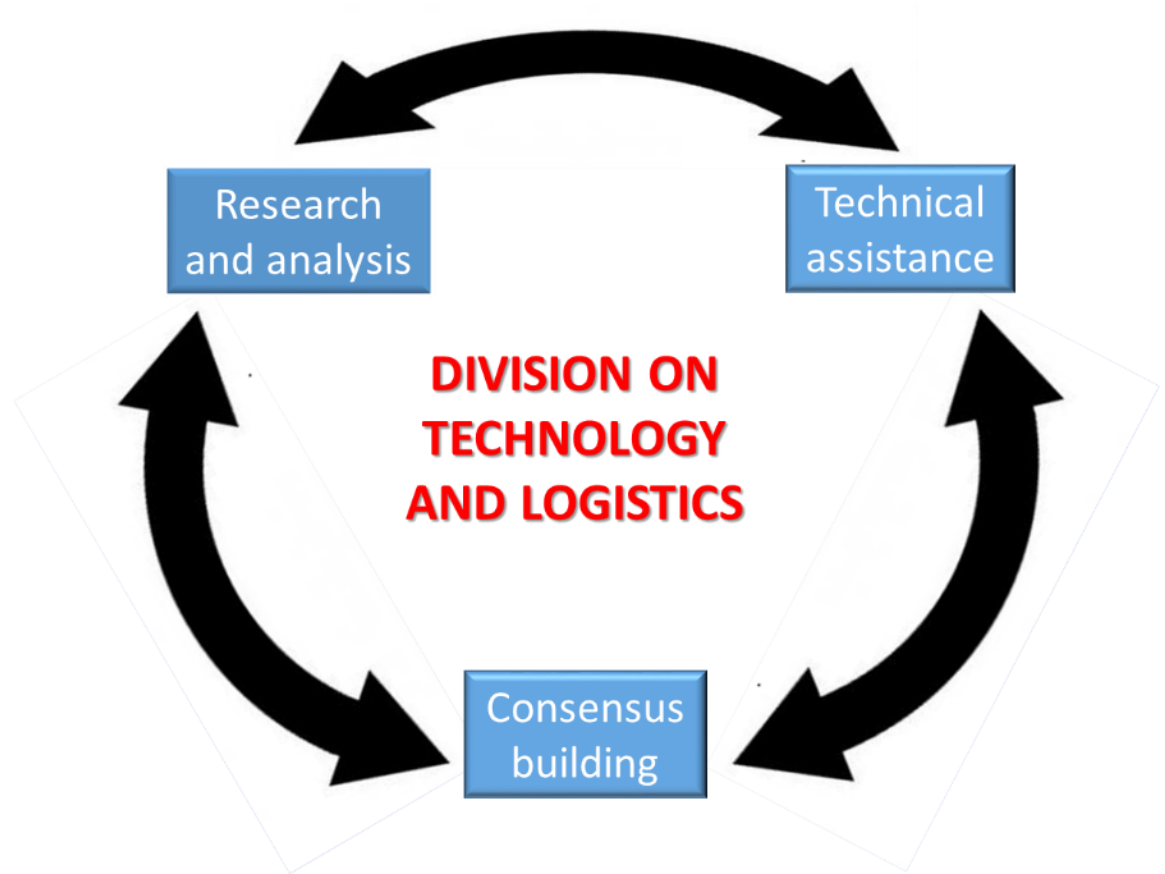 Research
and analysis
Technical
assistance
DIVISION ON
TECHNOLOGY
AND LOGISTICS
Consensus
building